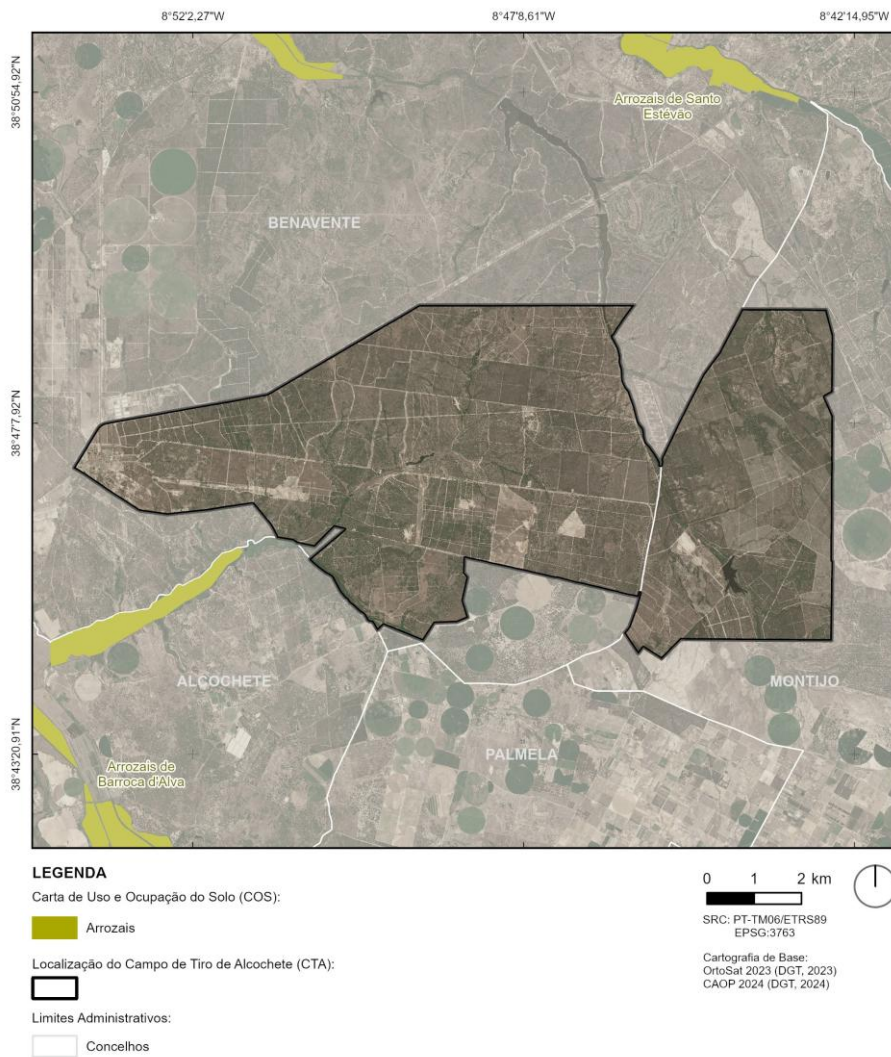 8°52'2,27"W
8°47'8,61"W
8°42'14,95"W
38°50'54,92"N
38°47'7,92"N
38°43'20,91"N
Arrozais de Santo
Estêvão
BENAVENTE
ALCOCHETE
MONTIJO
PALMELA
Arrozais de
Barroca d'Alva
LEGENDA
Carta de Uso e Ocupação do Solo (COS):
Arrozais
Localização do Campo de Tiro de Alcochete (CTA):
Limites Administrativos:
Concelhos
0 1 2 km
SRC: PT-TM06/ETRS89
EPSG:3763
Cartografia de Base:
OrtoSat 2023 (DGT, 2023)
CAOP 2024 (DGT, 2024)